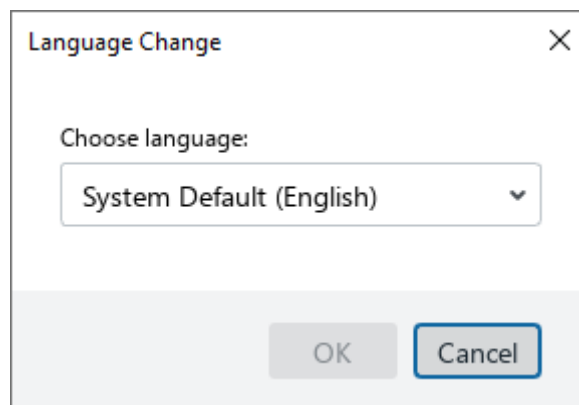 Language Change
Choose language:
System Default (English)
OK
Cancel